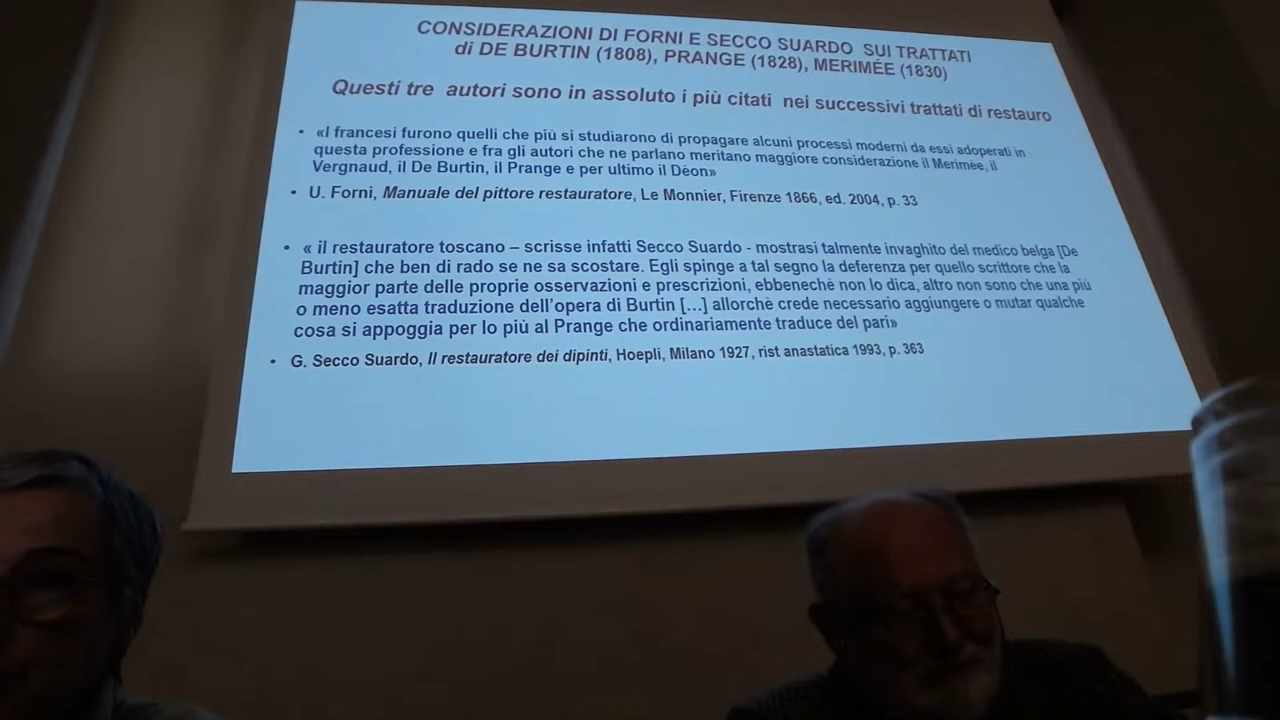 CONSIDERAZIONI DI FORNI E SECCO SUARDO SUI TRATTATI
di DE BURTIN (1808), PRANGE (1828), MERIMÉE (1830)
Questi tre autori sono in assoluto i più citati nei successivi trattati di restauro
• «I francesi furono quelli che più si studiarono di propagare alcuni processi moderni da essi adoperati in
questa professione e fra gli autori che ne parlano meritano maggiore considerazione il Merimée, il
Vergnaud, il De Burtin, il Prange e per ultimo il Déon»
• U. Forni, Manuale del pittore restauratore, Le Monnier, Firenze 1866, ed. 2004, p. 33
• « il restauratore toscano – scrisse infatti Secco Suardo - mostrasi talmente invaghito del medico belga [De
Burtin] che ben di rado se ne sa scostare. Egli spinge a tal segno la deferenza per quello scrittore che la
maggior parte delle proprie osservazioni e prescrizioni, ebbenechè non lo dica, altro non sono che una più
o meno esatta traduzione dell'opera di Burtin [...] allorchè crede necessario aggiungere o mutar qualche
cosa si appoggia per lo più al Prange che ordinariamente traduce del pari»
• G. Secco Suardo, Il restauratore dei dipinti, Hoepli, Milano 1927, rist anastatica 1993, p. 363